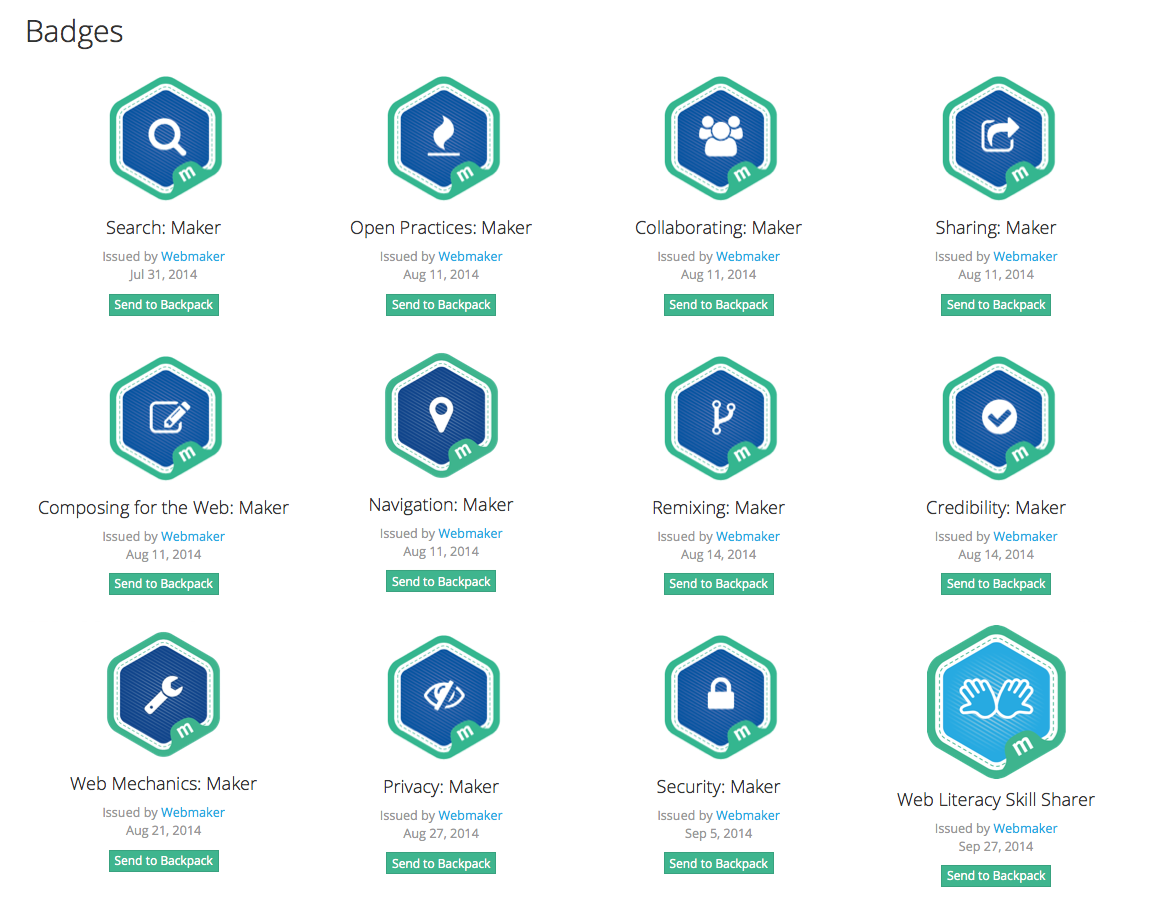 Badges
m
m
m
m
Search: Maker
Open Practices: Maker
Collaborating: Maker
Sharing: Maker
Issued by Webmaker
Issued by Webmaker
Issued by Webmaker
Issued by Webmaker
Jul 31, 2014
Aug 11, 2014
Aug 11, 2014
Aug 11, 2014
Send to Backpack
Send to Backpack
Send to Backpack
Send to Backpack
m
m
m
m
Composing for the Web: Maker
Navigation: Maker
Remixing: Maker
Credibility: Maker
Issued by Webmaker
Issued by Webmaker
Issued by Webmaker
Issued by Webmaker
Aug 11, 2014
Aug 11, 2014
Aug 14, 2014
Aug 14, 2014
Send to Backpack
Send to Backpack
Send to Backpack
Send to Backpack
m
m
m
m
Web Mechanics: Maker
Privacy: Maker
Security: Maker
Web Literacy Skill Sharer
Issued by Webmaker
Issued by Webmaker
Issued by Webmaker
Issued by Webmaker
Aug 21, 2014
Aug 27, 2014
Sep 5, 2014
Sep 27, 2014
Send to Backpack
Send to Backpack
Send to Backpack
Send to Backpack